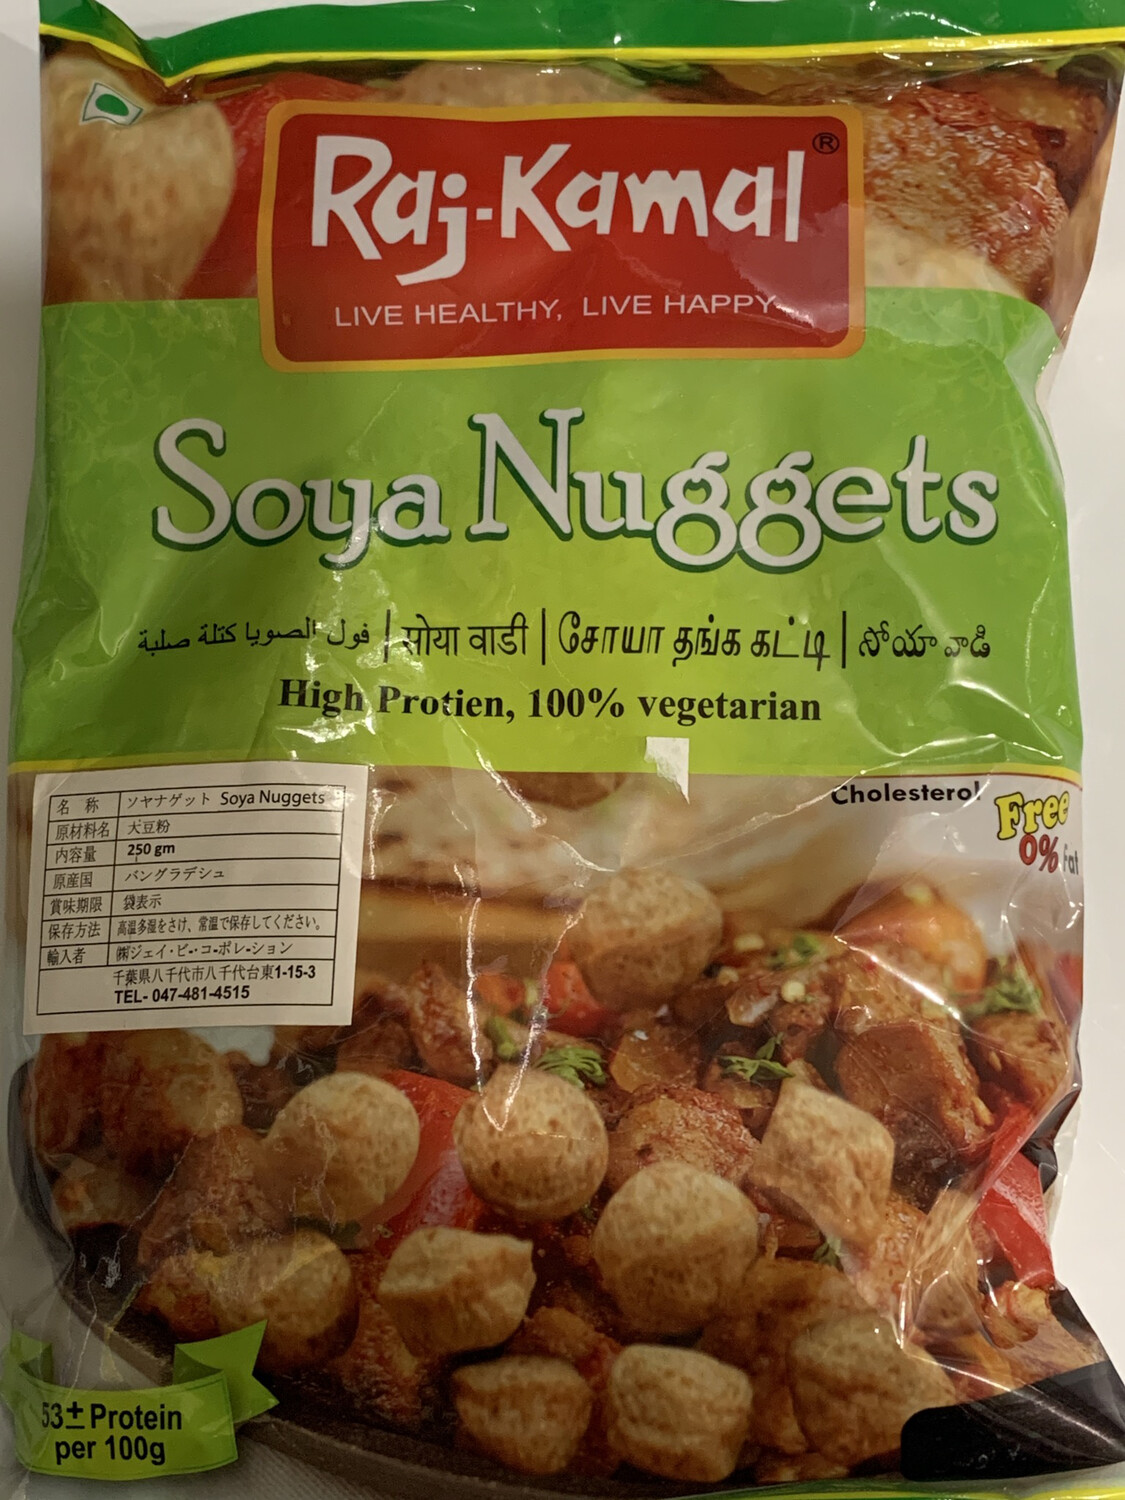 Raj-Kamal®
LIVE HEALTHY, LIVE HAPPY
Soya Nuggets
فول الصويا كتلة صلبة | सोया वाडी | சோயா தங்க கட்டி | సోయా వాడి
High Protien, 100% vegetarian
Cholesterol Free
0% Fat
名 称 ソヤナゲット Soya Nuggets
原材料名 大豆粉
内容量 250 gm
原産国 バングラデシュ
賞味期限 袋表示
保存方法 高温多湿をさけ、常温で保存してください。
輸入者 ㈱ジェイ・ビー・コーポレーション
千葉県八千代市八千代台東1-15-3
TEL- 047-481-4515
53± Protein
per 100g